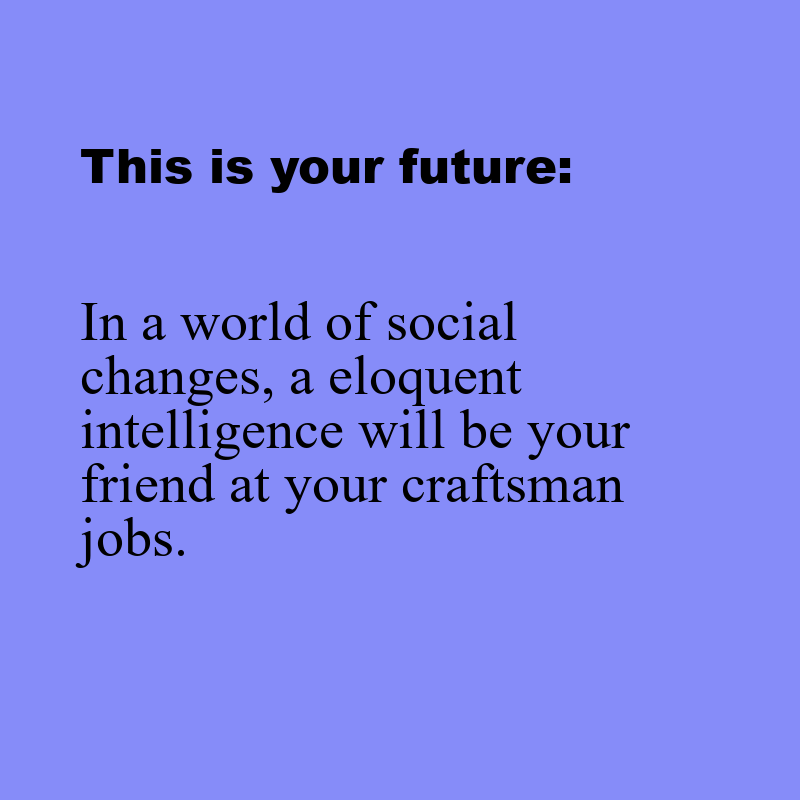 This is your future:
In a world of social
changes, a eloquent
intelligence will be your
friend at your craftsman
jobs.